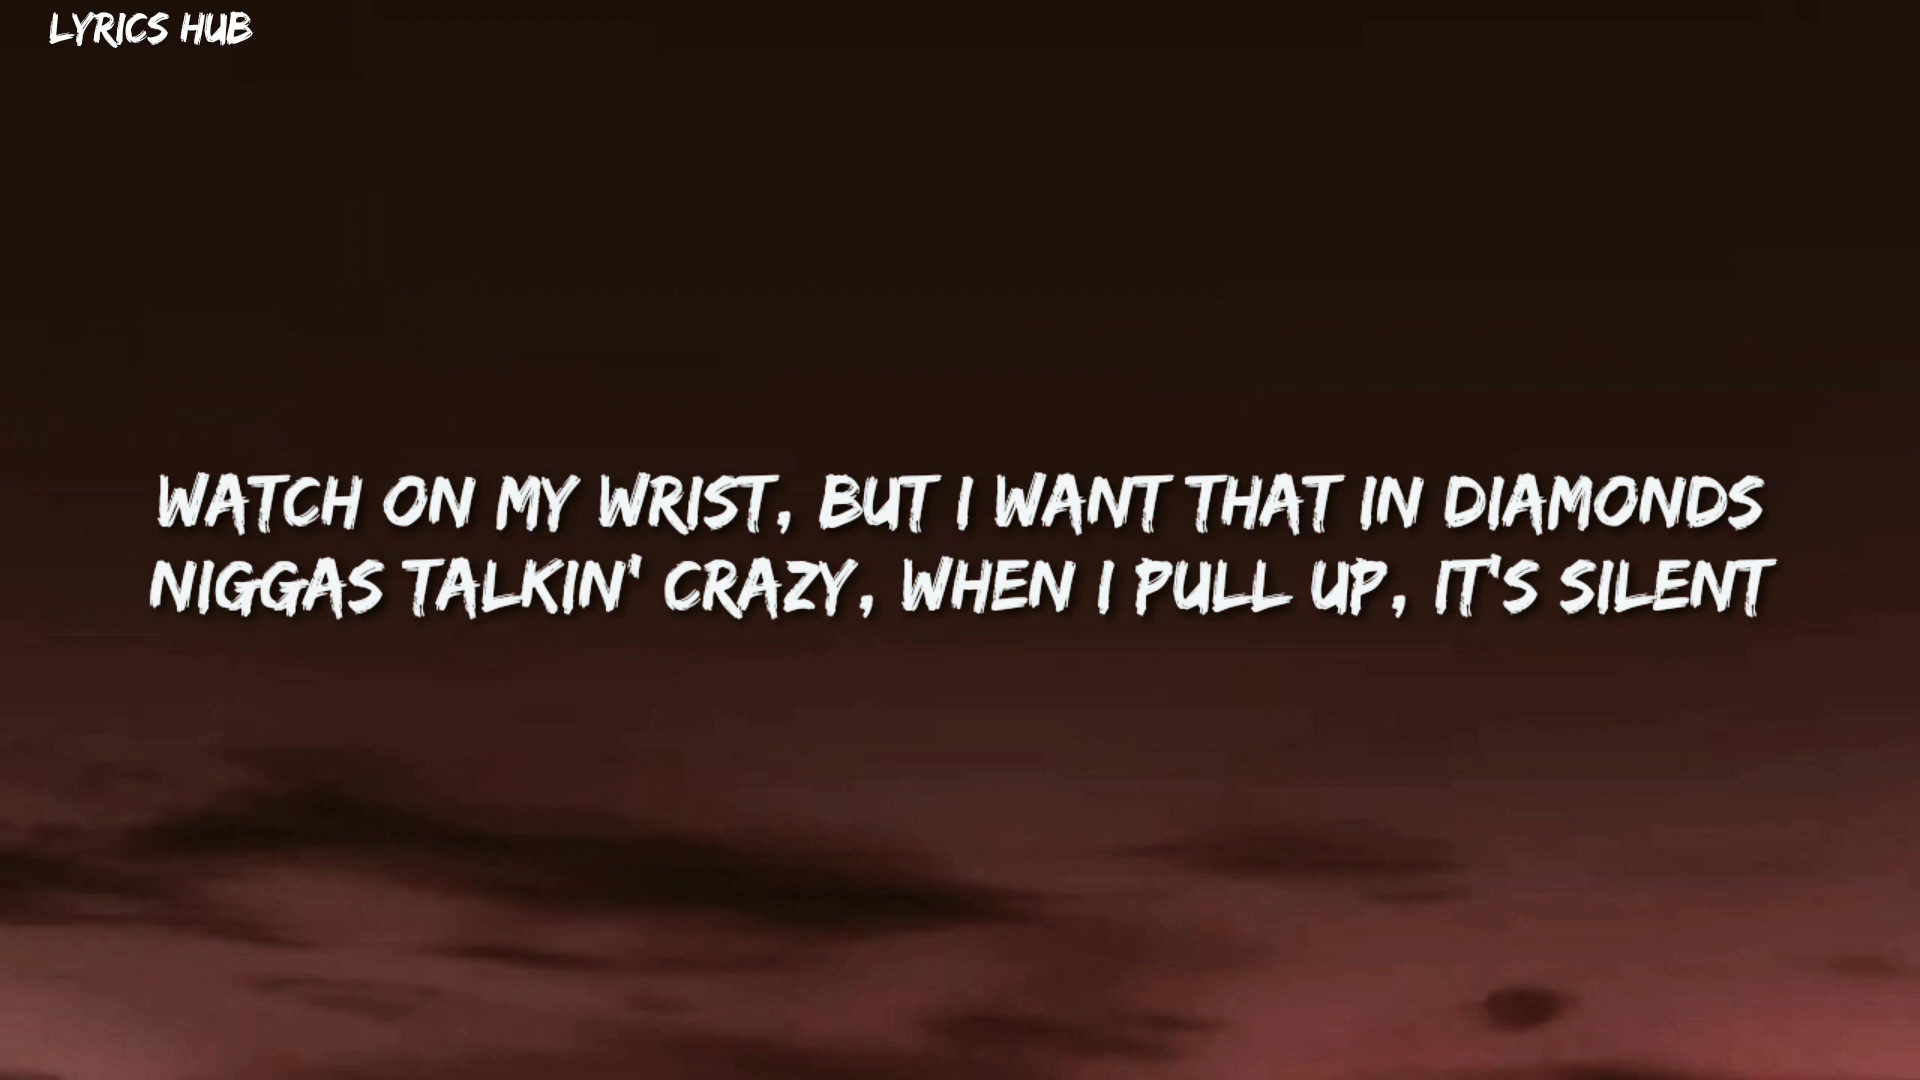 LYRICS HUB
WATCH ON MY WRIST, BUT I WANT THAT IN DIAMONDS
NIGGAS TALKIN' CRAZY, WHEN I PULL UP, IT'S SILENT